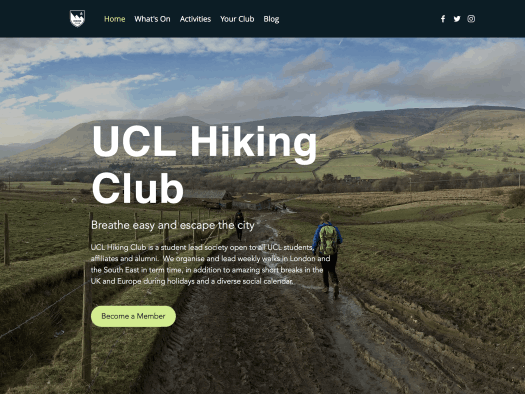 Home What's On Activities Your Club Blog
UCL Hiking
Club
Breathe easy and escape the city
UCL Hiking Club is a student lead society open to all UCL students,
affiliates and alumni. We organise and lead weekly walks in London and
the South East in term time, in addition to amazing short breaks in the
UK and Europe during holidays and a diverse social calendar.
Become a Member